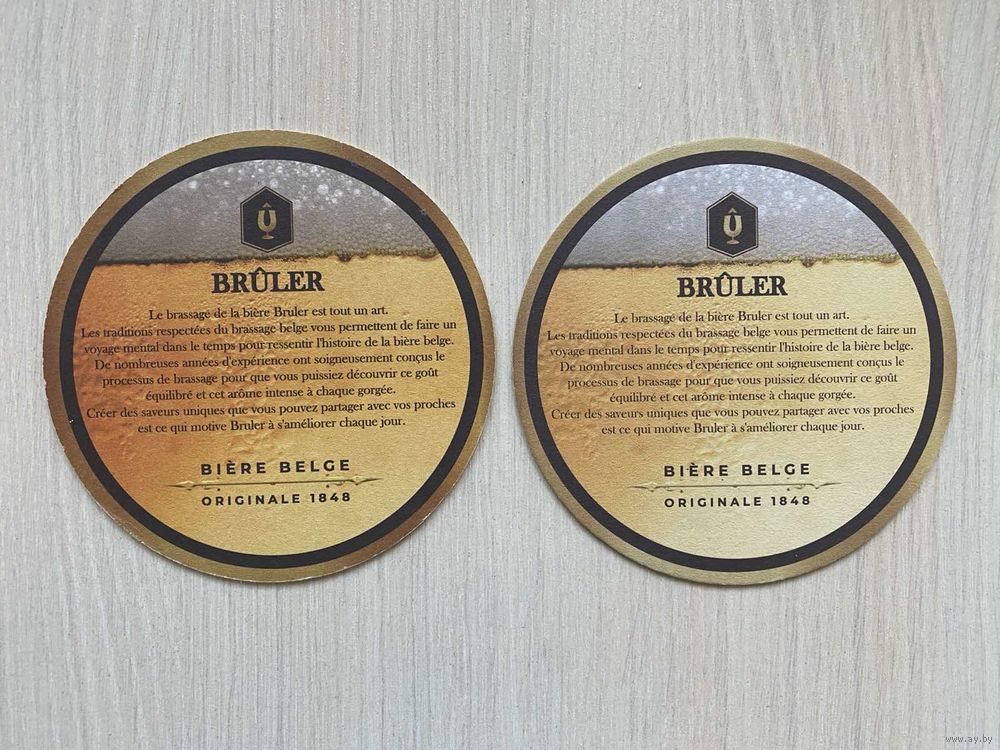 Û
BRÛLER
Le brassage de la bière Bruler est tout un art.
Les traditions respectées du brassage belge vous permettent de faire un
voyage mental dans le temps pour ressentir l'histoire de la bière belge.
De nombreuses années d'expérience ont soigneusement conçus le
processus de brassage pour que vous puissiez découvrir ce goût
équilibré et cet arôme intense à chaque gorgée.
Créer des saveurs uniques que vous pouvez partager avec vos proches
est ce qui motive Bruler à s'améliorer chaque jour.
BIÈRE BELGE
ORIGINALE 1848
Û
BRÛLER
Le brassage de la bière Bruler est tout un art.
Les traditions respectées du brassage belge vous permettent de faire un
voyage mental dans le temps pour ressentir l'histoire de la bière belge.
De nombreuses années d'expérience ont soigneusement conçus le
processus de brassage pour que vous puissiez découvrir ce goût
équilibré et cet arôme intense à chaque gorgée.
Créer des saveurs uniques que vous pouvez partager avec vos proches
est ce qui motive Bruler à s'améliorer chaque jour.
BIÈRE BELGE
ORIGINALE 1848
www.ay.by